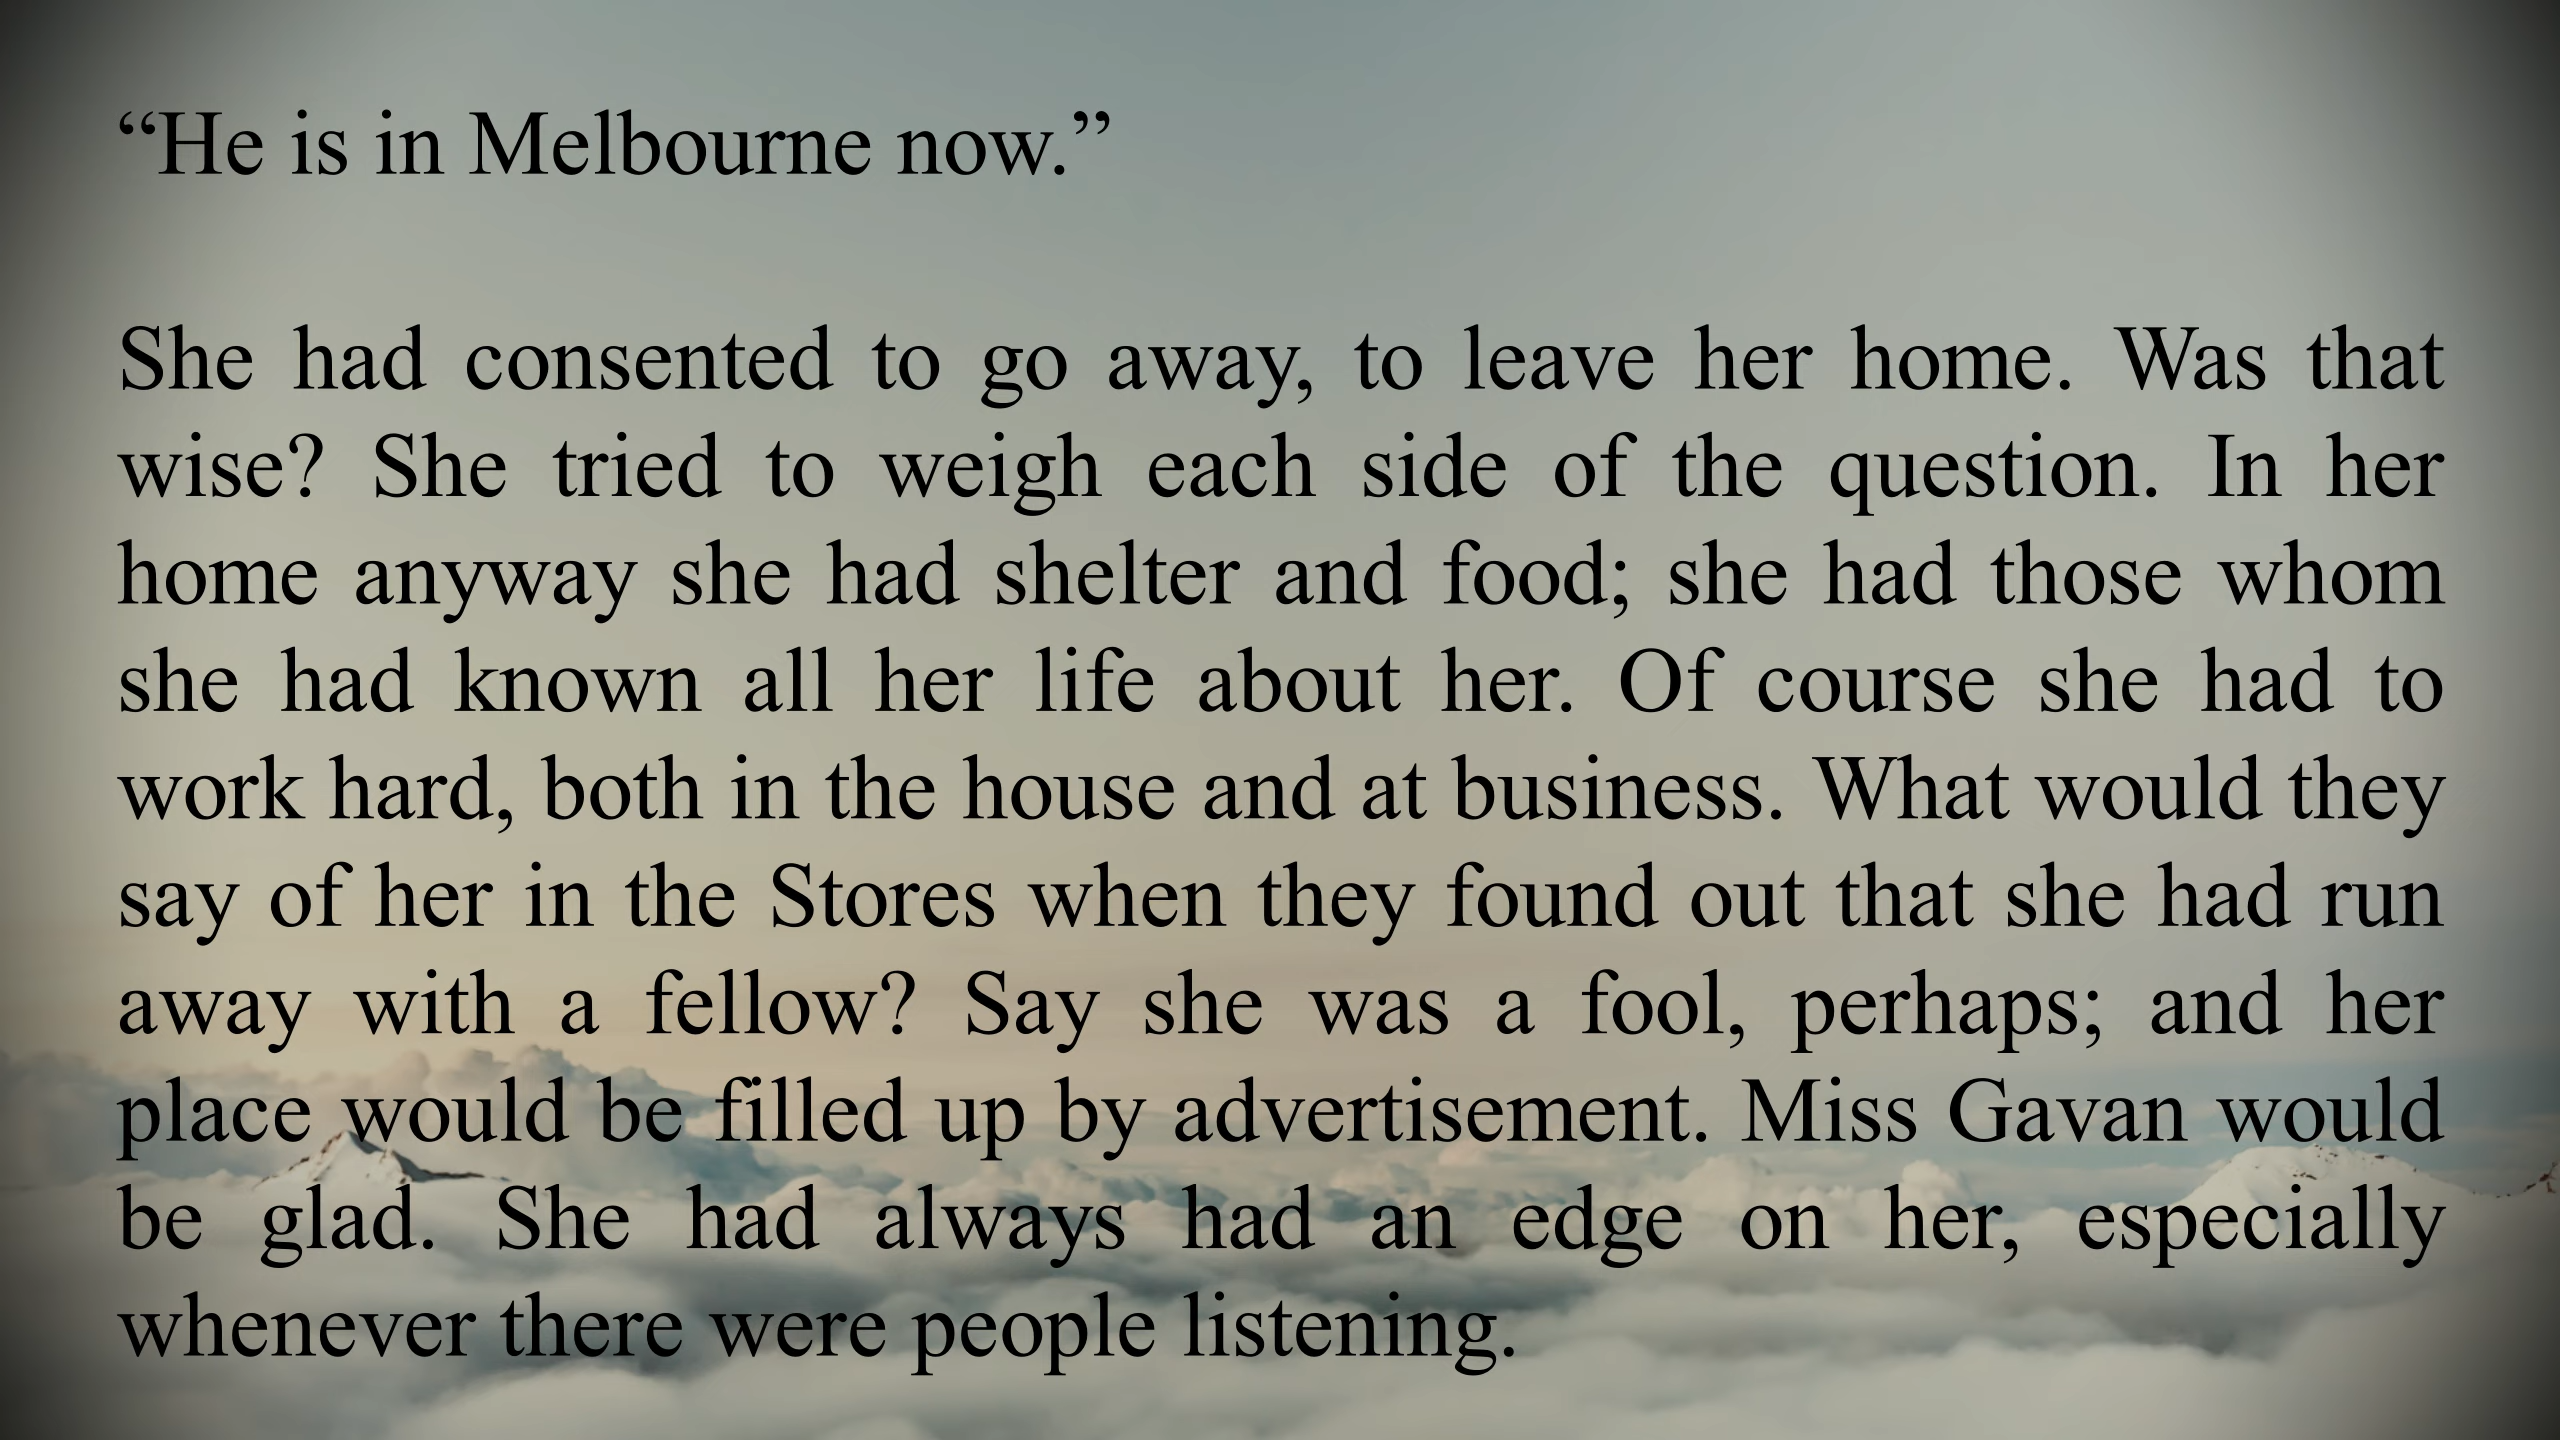 “He is in Melbourne now.”
She had consented to go away, to leave her home. Was that
wise? She tried to weigh each side of the question. In her
home anyway she had shelter and food; she had those whom
she had known all her life about her. Of course she had to
work hard, both in the house and at business. What would they
say of her in the Stores when they found out that she had run
away with a fellow? Say she was a fool, perhaps; and her
place would be filled up by advertisement. Miss Gavan would
be glad. She had always had an edge on her, especially
whenever there were people listening.